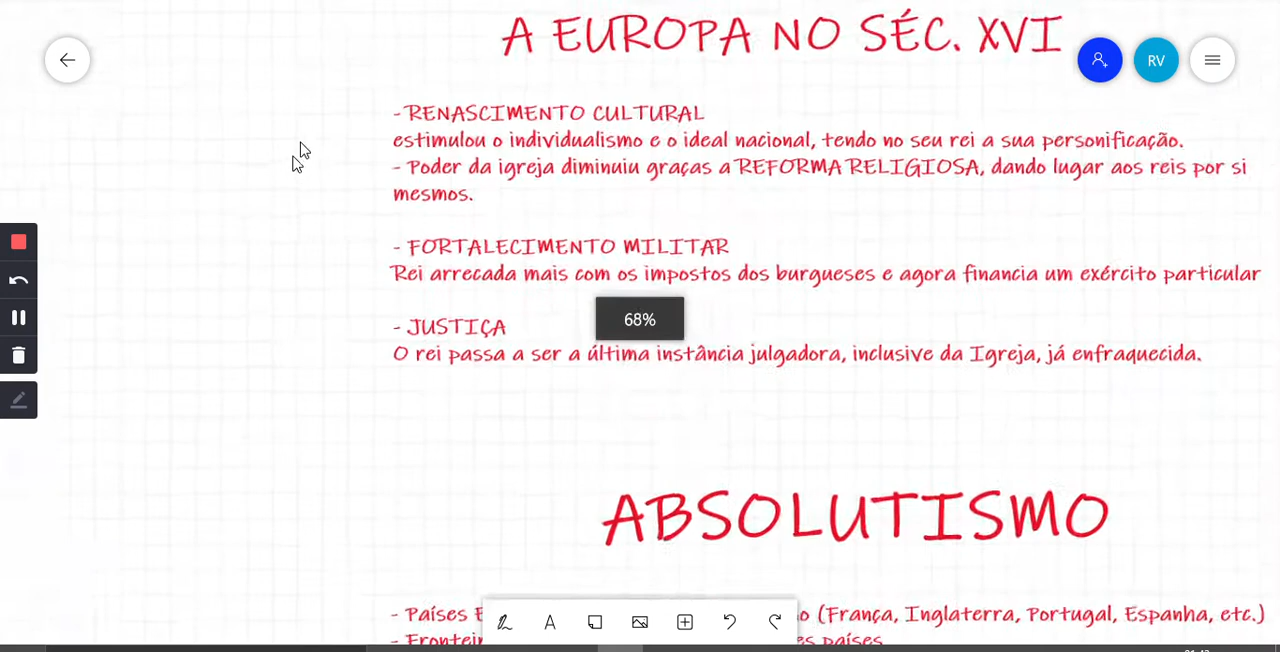 A EUROPA NO SÉC. XVI
RV
- RENASCIMENTO CULTURAL
estimulou o individualismo e o ideal nacional, tendo no seu rei a sua personificação.
- Poder da igreja diminuiu graças a REFORMA RELIGIOSA, dando lugar aos reis por si
mesmos.
- FORTALECIMENTO MILITAR
Rei arrecada mais com os impostos dos burgueses e agora financia um exército particular
68%
- JUSTIÇA
O rei passa a ser a última instância julgadora, inclusive da Igreja, já enfraquecida.
ABSOLUTISMO
- Países (França, Inglaterra, Portugal, Espanha, etc.)
- países